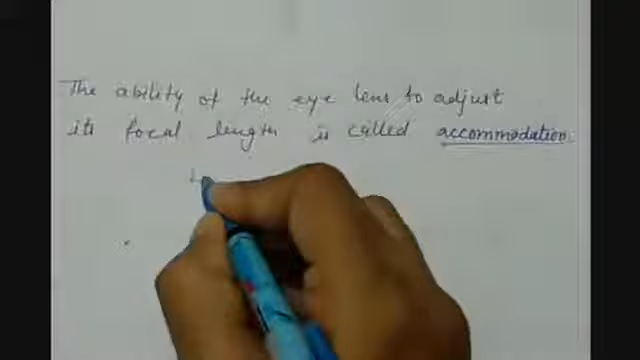 The ability of the eye lens to adjust
its focal length is called accommodation.